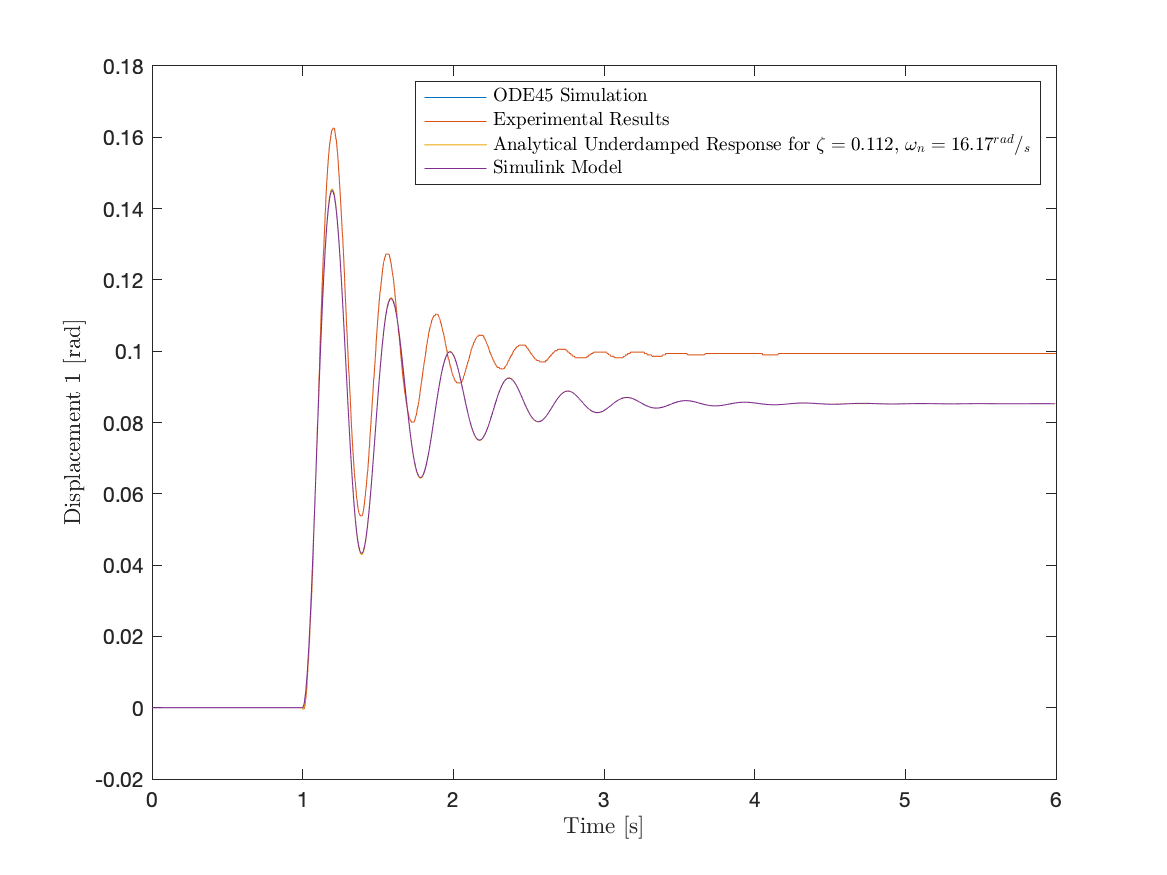 0.18
0.16
0.14
0.12
0.1
0.08
0.06
0.04
0.02
0
-0.02
Displacement 1 [rad]
ODE45 Simulation
Experimental Results
Analytical Underdamped Response for ζ = 0.112, ωₙ = 16.17 rad/s
Simulink Model
0 1 2 3 4 5 6
Time [s]